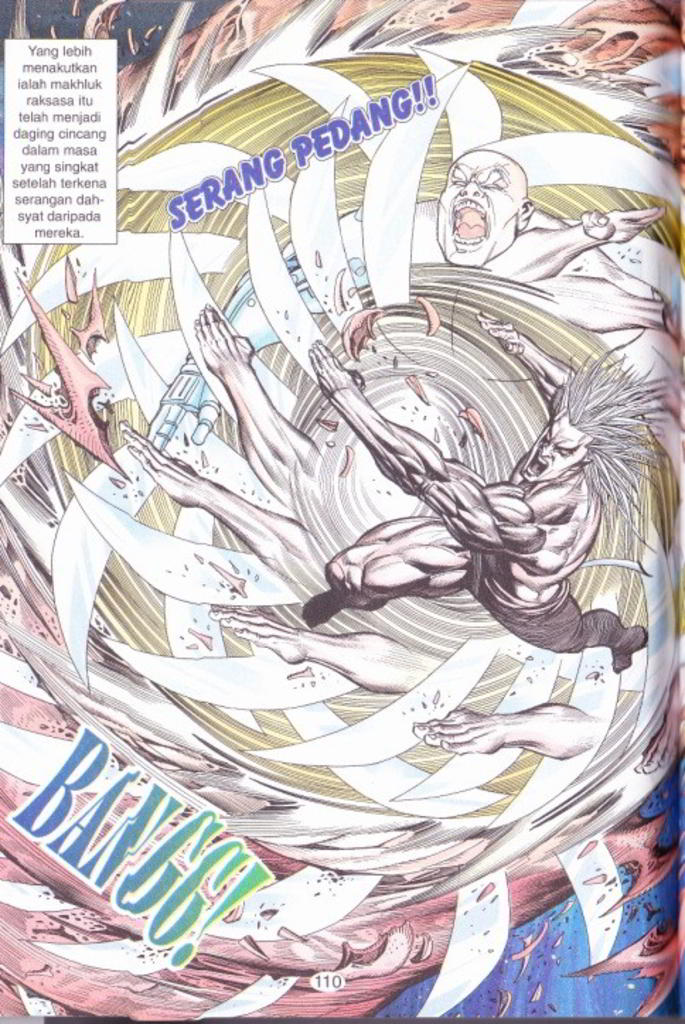 Yang lebih
menakutkan
ialah makhluk
raksasa itu
telah menjadi
daging cincang
dalam masa
yang singkat
setelah terkena
serangan dah-
syat daripada
mereka.
SERANG PEDANG!!
BANGGG!
110